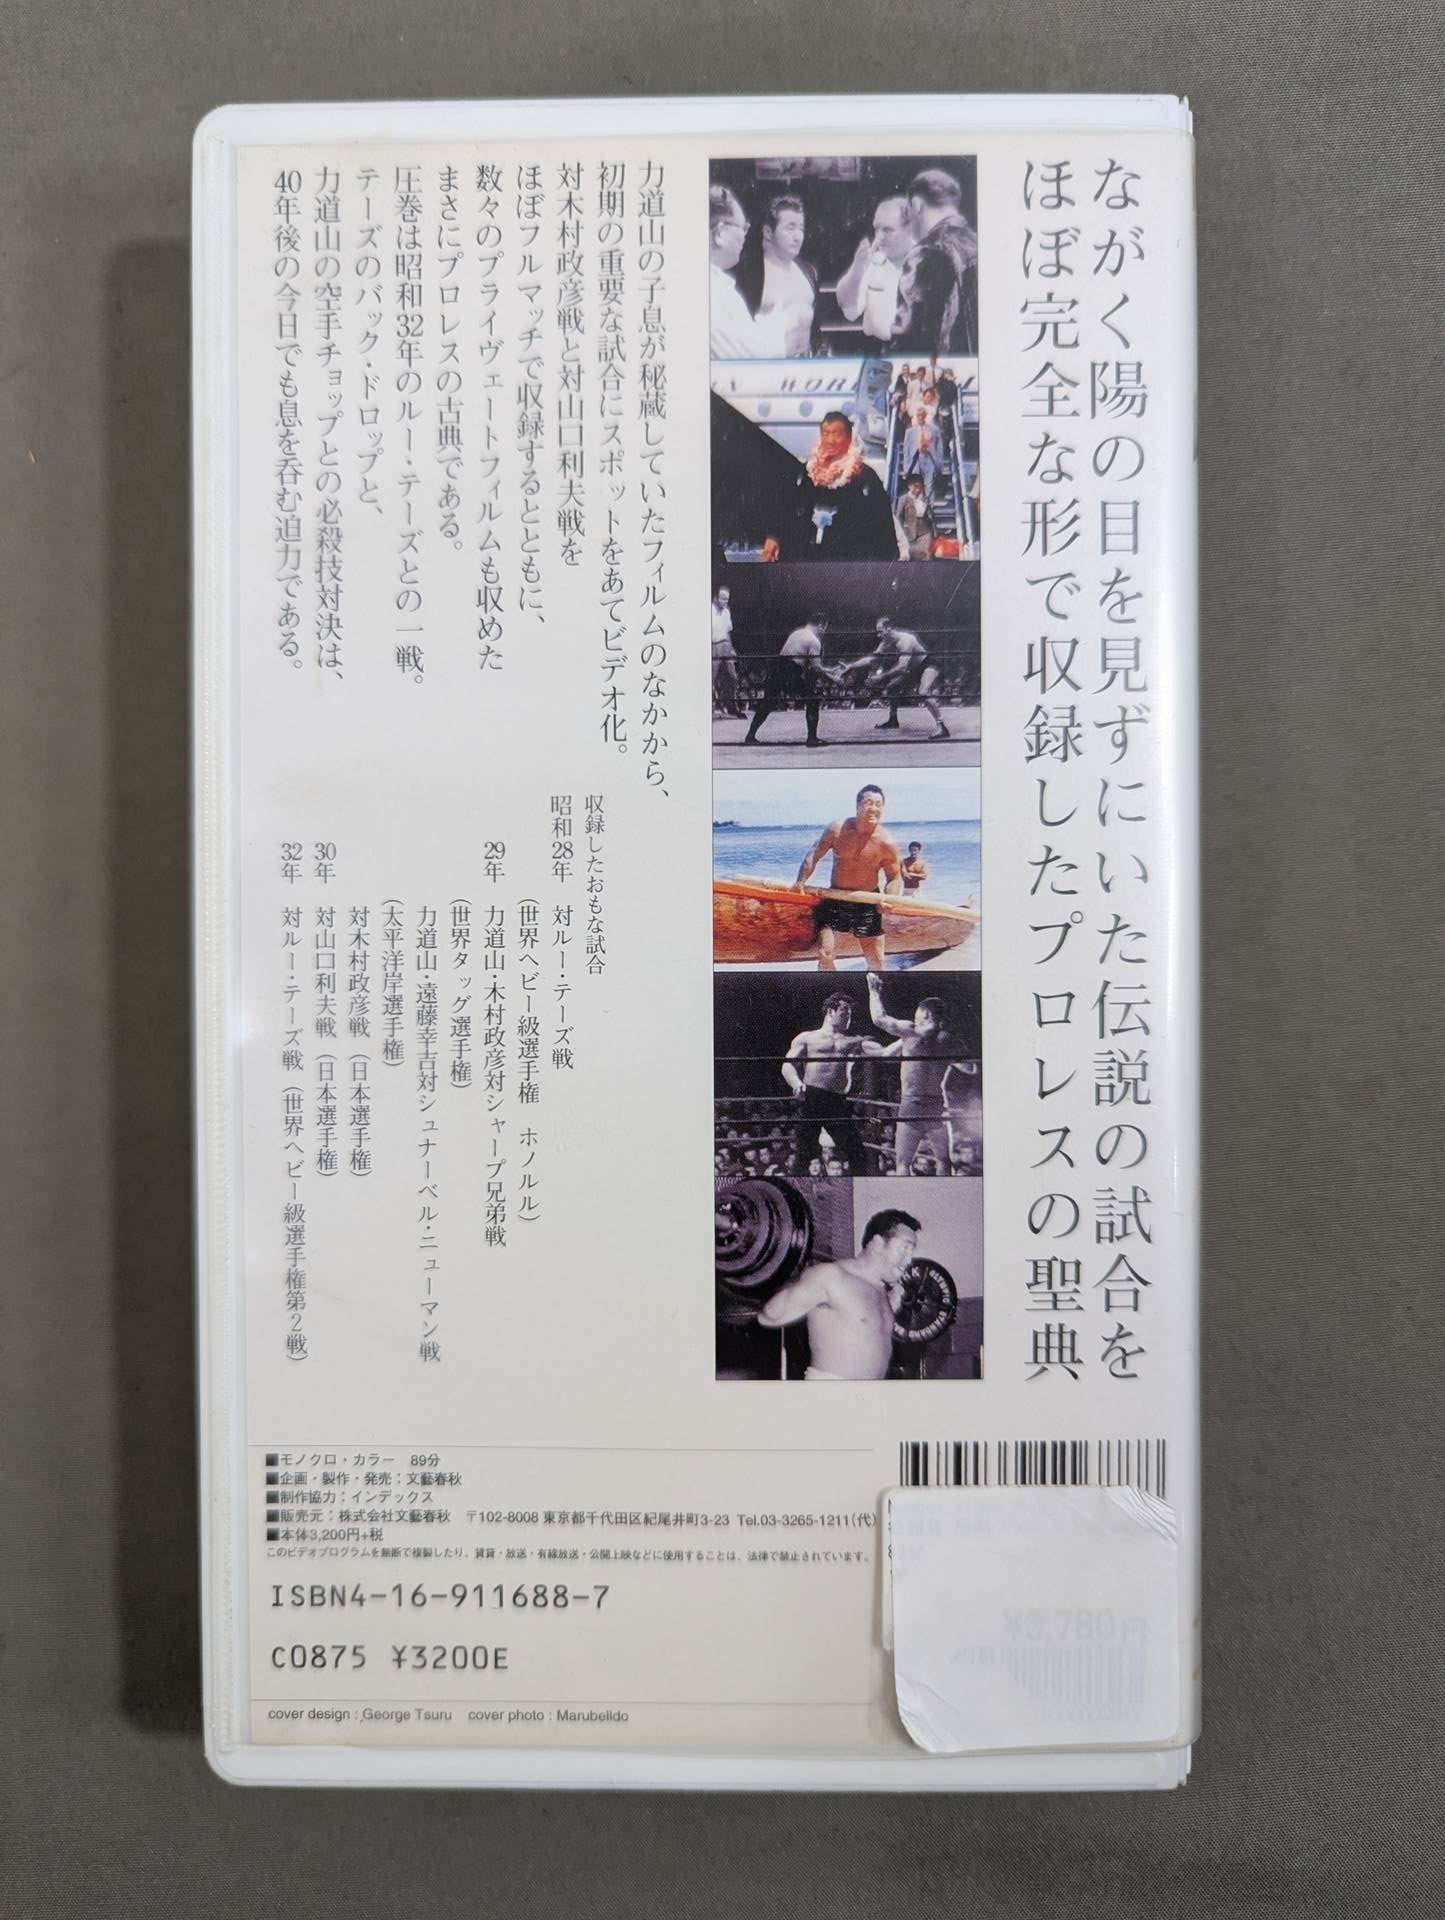 ながく陽の目を見ずにいた伝説の試合を
ほぼ完全な形で収録したプロレスの聖典
力道山の子息が秘蔵していたフィルムのなかから、
初期の重要な試合にスポットをあてビデオ化。
対木村政彦戦と対山口利夫戦を
ほぼフルマッチで収録するとともに、
数々のプライヴェートフィルムも収めた
まさにプロレスの古典である。
圧巻は昭和32年のルー・テーズとの一戦。
テーズのバック・ドロップと、
力道山の空手チョップとの必殺技対決は、
40年後の今日でも息を呑む迫力である。
収録したおもな試合
昭和28年 対ルー・テーズ戦
（世界ヘビー級選手権 ホノルル）
29年 力道山・木村政彦対シャープ兄弟戦
（世界タッグ選手権）
力道山・遠藤幸吉対シュナーベル・ニューマン戦
（太平洋岸選手権）
対木村政彦戦（日本選手権）
30年 対山口利夫戦（日本選手権）
32年 対ルー・テーズ戦（世界ヘビー級選手権第2戦）
■モノクロ・カラー 89分
■企画・製作・発売：文藝春秋
■制作協力：インデックス
■販売元：株式会社文藝春秋 〒102-8008 東京都千代田区紀尾井町3-23 Tel.03-3265-1211(代)
■本体3,200円+税
このビデオプログラムを無断で複製したり、賃貸・放送・有線放送・公開上映などに使用することは、法律で禁止されています。
ISBN4-16-911688-7
C0875 ¥3200E
¥3,780円
cover design : George Tsuru cover photo : Marubelldo